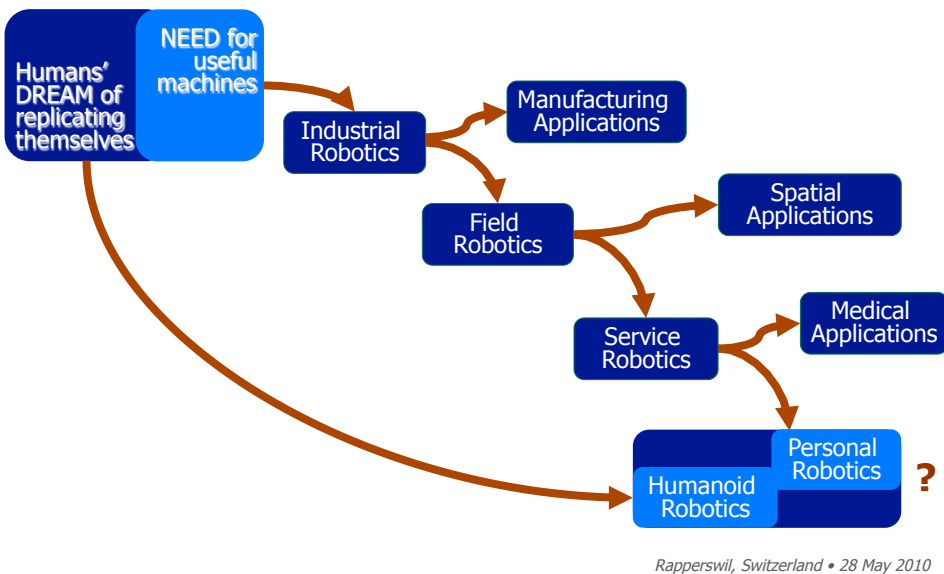 Humans’
DREAM of
replicating
themselves
NEED for
useful
machines
Industrial
Robotics
Manufacturing
Applications
Field
Robotics
Spatial
Applications
Service
Robotics
Medical
Applications
Personal
Robotics
?
Humanoid
Robotics
Rapperswil, Switzerland • 28 May 2010